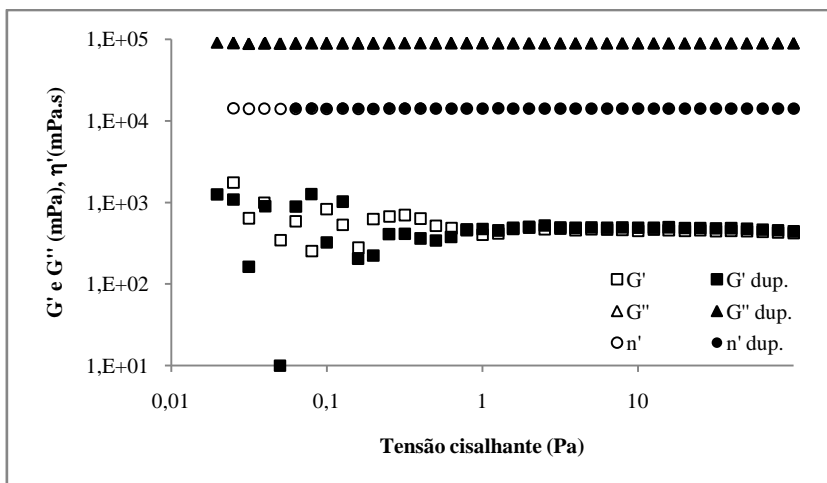 G' e G'' (mPa), η'(mPa.s)
1,E+05
1,E+04
1,E+03
1,E+02
1,E+01
0,01
0,1
1
10
G'
G' dup.
G''
G'' dup.
n'
n' dup.
Tensão cisalhante (Pa)